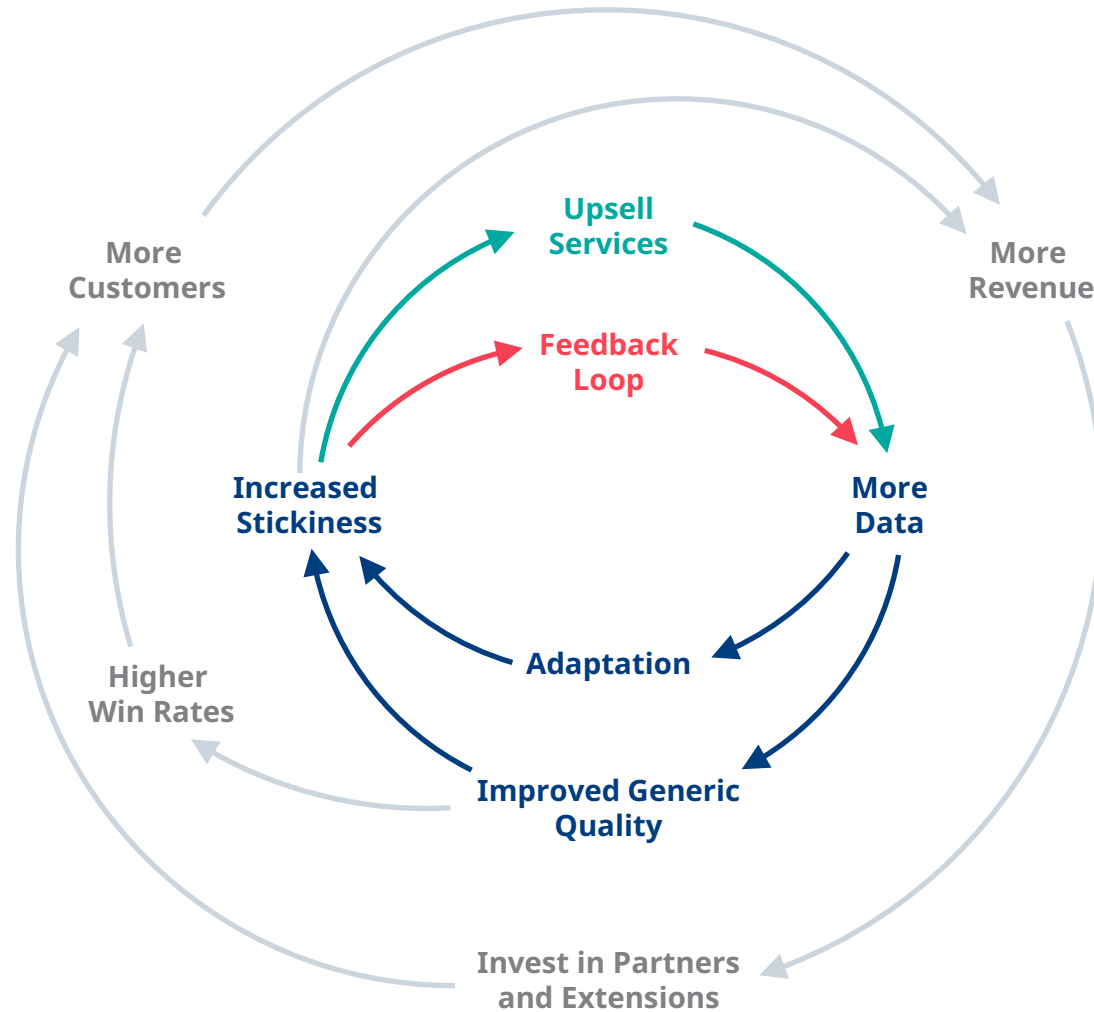 Upsell
Services
More
Customers
More
Revenue
Feedback
Loop
Increased
Stickiness
More
Data
Adaptation
Higher
Win Rates
Improved Generic
Quality
Invest in Partners
and Extensions